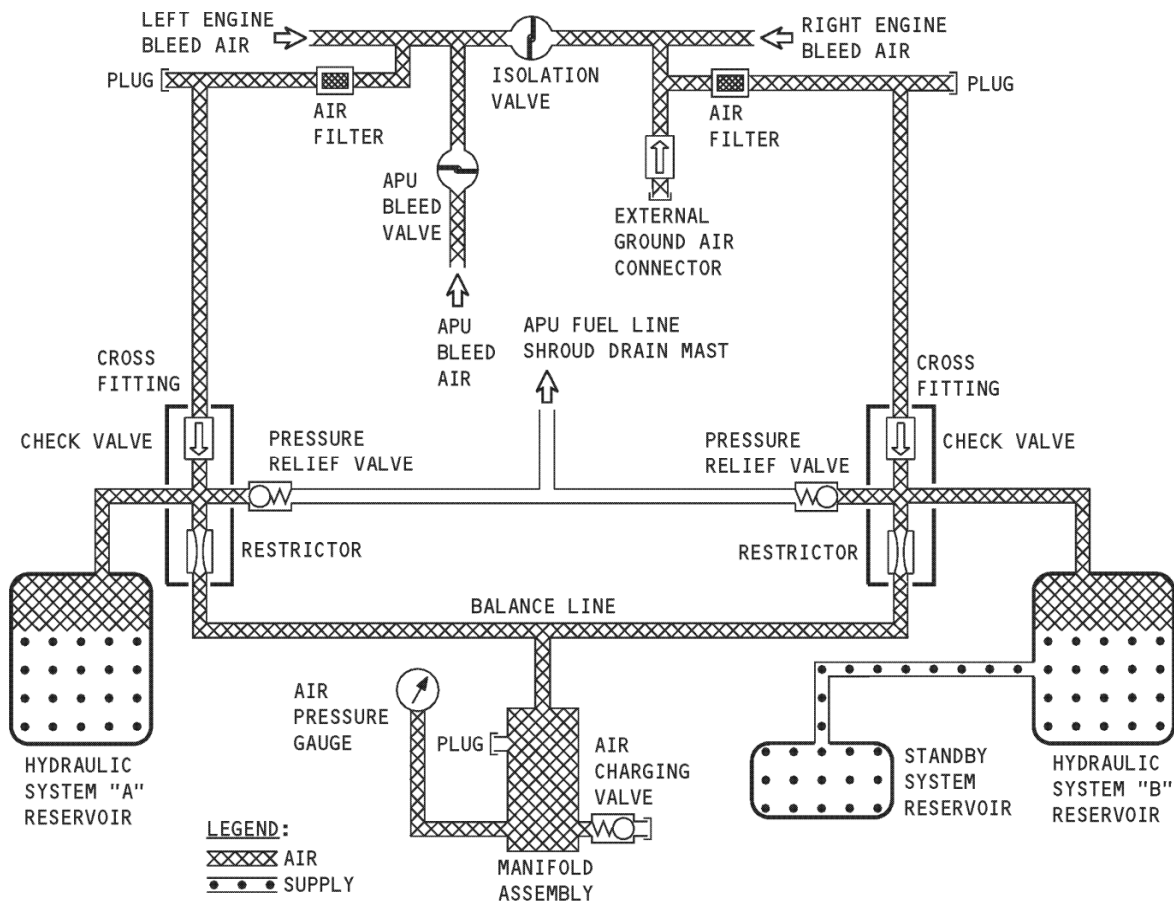 LEFT ENGINE
BLEED AIR
RIGHT ENGINE
BLEED AIR
PLUG
ISOLATION
VALVE
PLUG
AIR
FILTER
AIR
FILTER
APU
BLEED
VALVE
EXTERNAL
GROUND AIR
CONNECTOR
APU
BLEED
AIR
APU FUEL LINE
SHROUD DRAIN MAST
CROSS
FITTING
CROSS
FITTING
CHECK VALVE
PRESSURE
RELIEF VALVE
PRESSURE
RELIEF VALVE
CHECK VALVE
RESTRICTOR
RESTRICTOR
BALANCE LINE
AIR
PRESSURE
GAUGE
PLUG
AIR
CHARGING
VALVE
HYDRAULIC
SYSTEM "A"
RESERVOIR
STANDBY
SYSTEM
RESERVOIR
HYDRAULIC
SYSTEM "B"
RESERVOIR
LEGEND:
AIR
SUPPLY
MANIFOLD
ASSEMBLY